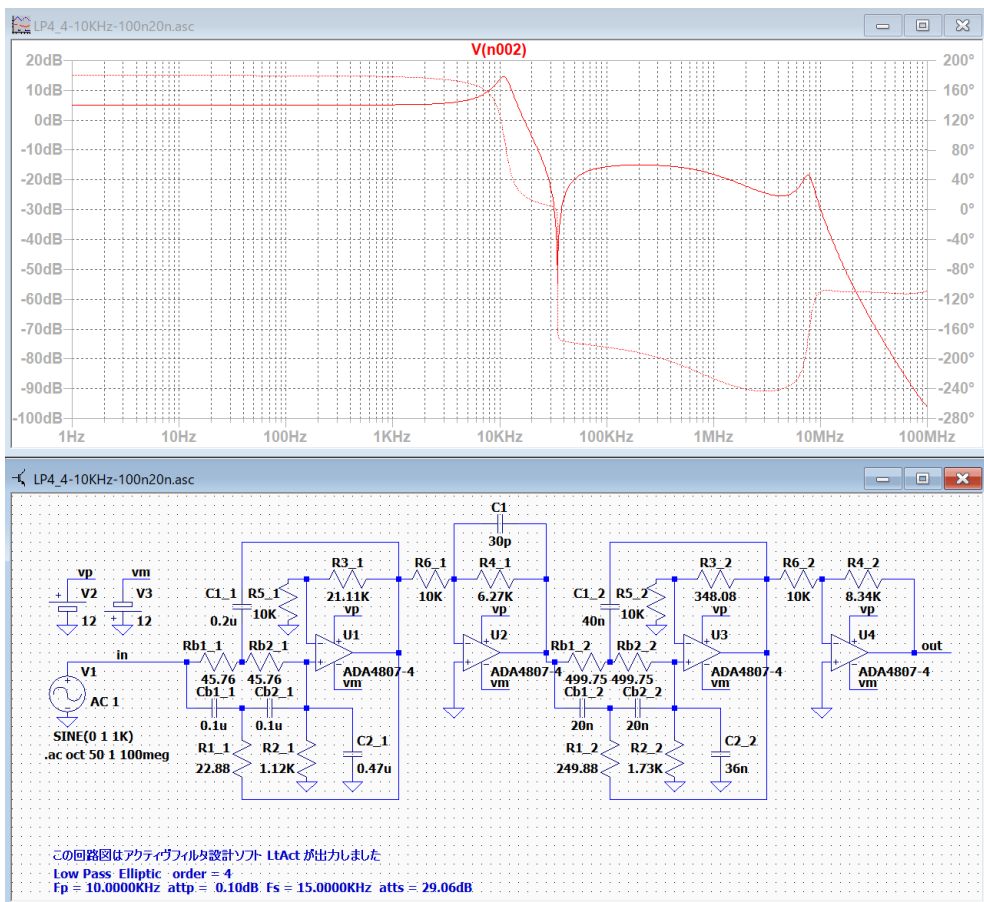 LP4_4-10KHz-100n20n.asc
V(n002)
20dB
10dB
0dB
-10dB
-20dB
-30dB
-40dB
-50dB
-60dB
-70dB
-80dB
-90dB
-100dB
200°
160°
120°
80°
40°
0°
-40°
-80°
-120°
-160°
-200°
-240°
-280°
1Hz 10Hz 100Hz 1KHz 10KHz 100KHz 1MHz 10MHz 100MHz
LP4_4-10KHz-100n20n.asc
C1
30p
vp vm
V2 V3
12 12
C1_1 R5_1
0.2u 10K
R3_1
21.11K
R6_1
10K
R4_1
6.27K
vp
U1
ADA4807-4
vm
vp
U2
ADA4807-4
vm
in
V1
AC 1
SINE(0 1 1K)
.ac oct 50 1 100meg
Rb1_1 Rb2_1
45.76 45.76
Cb1_1 Cb2_1
0.1u 0.1u
R1_1 R2_1
22.88 1.12K
C2_1
0.47u
C1_2 R5_2
40n 10K
R3_2
348.08
R6_2
10K
R4_2
8.34K
vp
U3
ADA4807-4
vm
vp
U4
ADA4807-4
vm
out
Rb1_2 Rb2_2
499.75 499.75
Cb1_2 Cb2_2
20n 20n
R1_2 R2_2
249.88 1.73K
C2_2
36n
この回路図はアクティヴフィルタ設計ソフト LtAct が出力しました
Low Pass Elliptic order = 4
Fp = 10.0000KHz attp = 0.10dB Fs = 15.0000KHz atts = 29.06dB